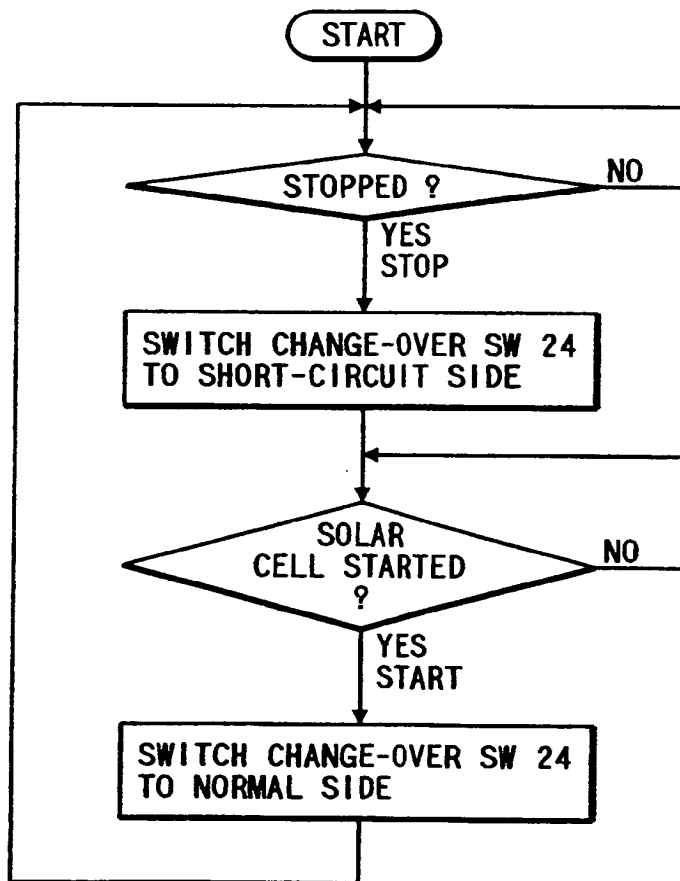 START
STOPPED ?
NO
YES
STOP
SWITCH CHANGE-OVER SW 24
TO SHORT-CIRCUIT SIDE
SOLAR
CELL STARTED
?
NO
YES
START
SWITCH CHANGE-OVER SW 24
TO NORMAL SIDE